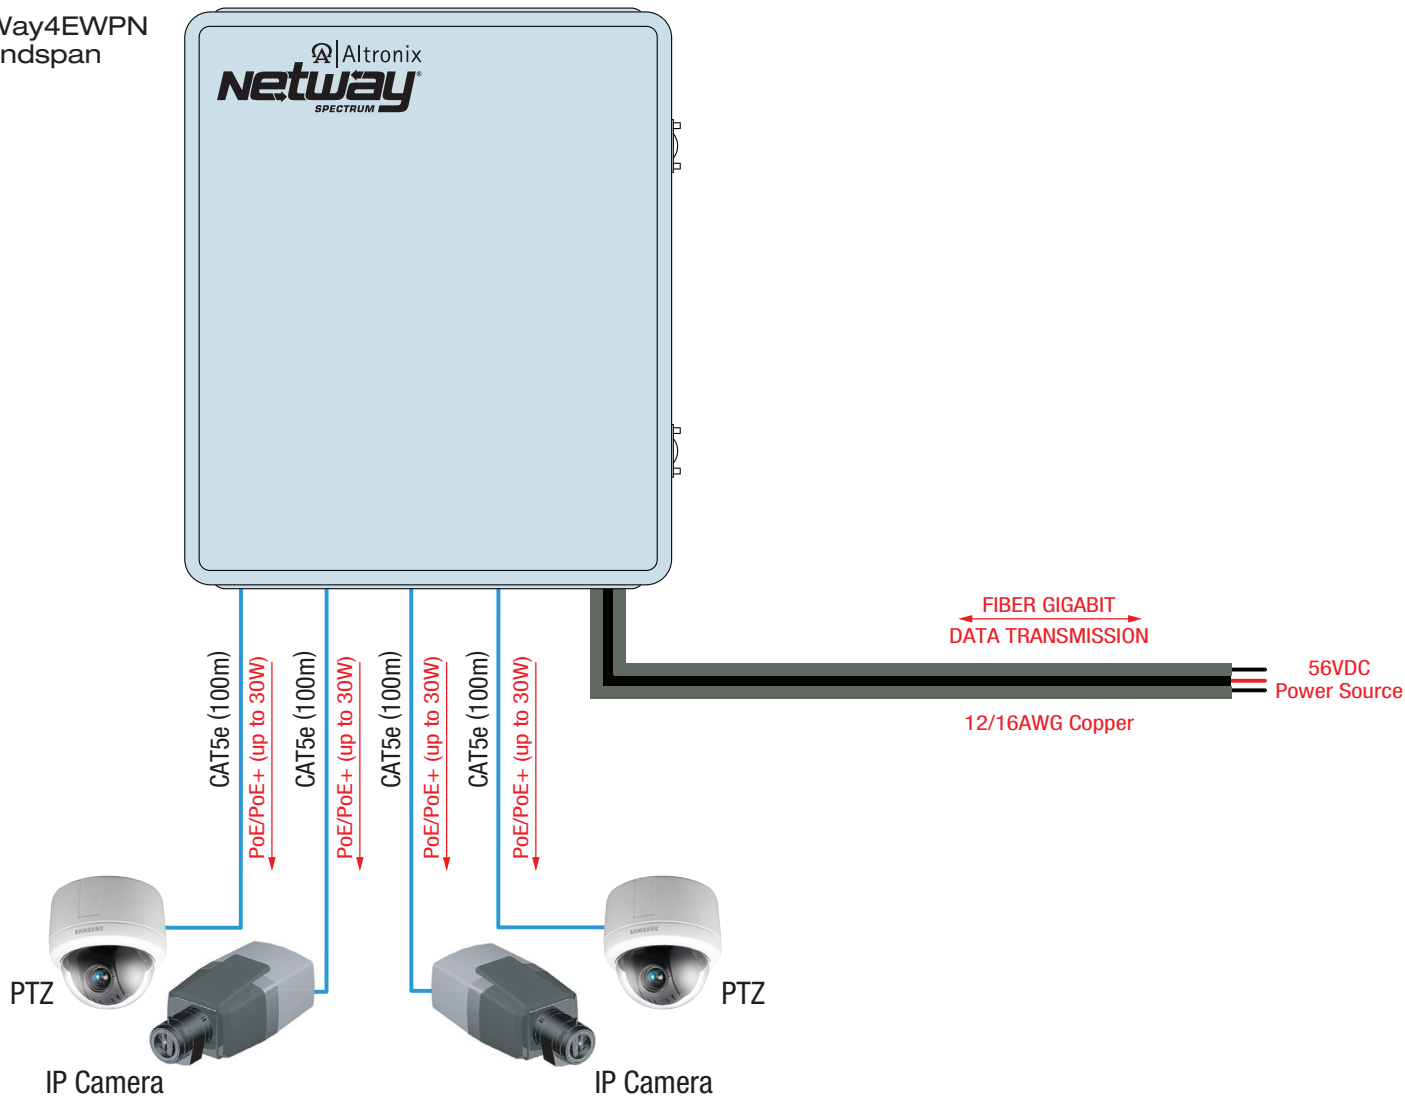 Way4EWPN
ndspan
Altronix
Netway®
SPECTRUM
CAT5e (100m)
PoE/PoE+ (up to 30W)
CAT5e (100m)
PoE/PoE+ (up to 30W)
CAT5e (100m)
PoE/PoE+ (up to 30W)
CAT5e (100m)
PoE/PoE+ (up to 30W)
FIBER GIGABIT
DATA TRANSMISSION
56VDC
Power Source
12/16AWG Copper
SAMSUNG
SAMSUNG
PTZ
PTZ
IP Camera
IP Camera